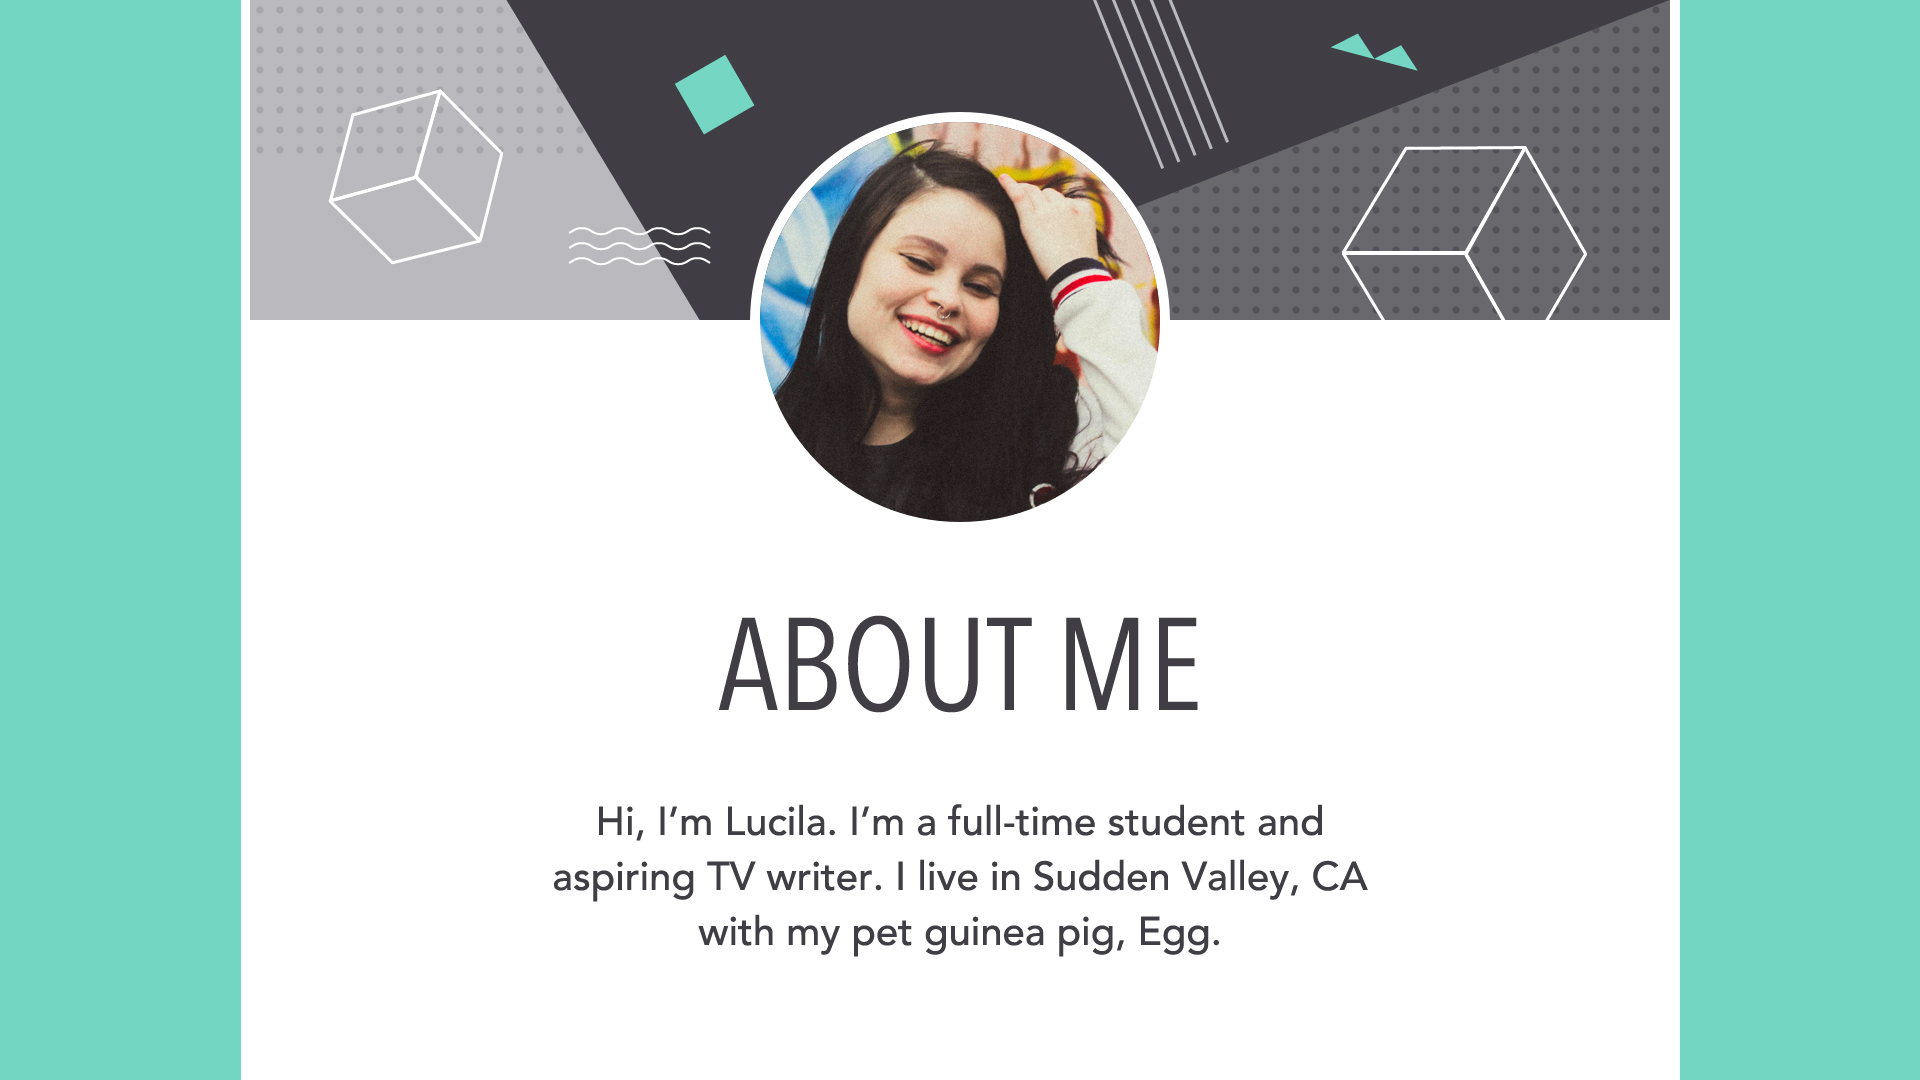 ABOUT ME
Hi, I’m Lucila. I’m a full-time student and
aspiring TV writer. I live in Sudden Valley, CA
with my pet guinea pig, Egg.